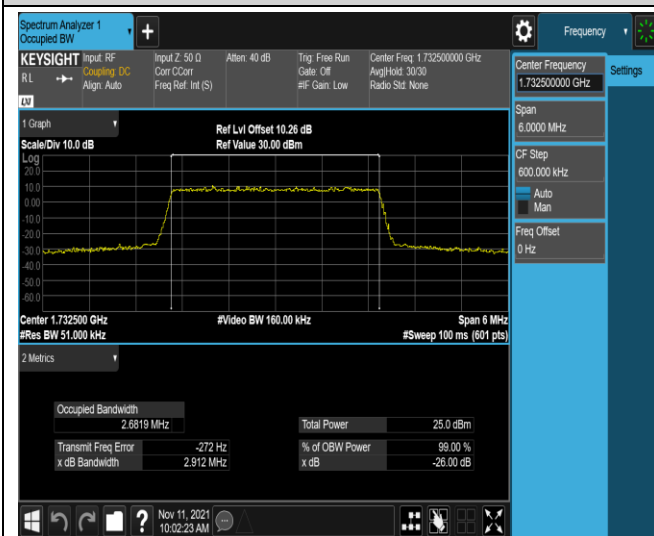 Spectrum Analyzer 1
Occupied BW
+
Frequency
KEYSIGHT
RL
LXI
Input: RF
Coupling: DC
Align: Auto
Input Z: 50 Ω
Corr CCorr
Freq Ref: Int (S)
Atten: 40 dB
Trig: Free Run
Gate: Off
#IF Gain: Low
Center Freq: 1.732500000 GHz
Avg|Hold: 30/30
Radio Std: None
Center Frequency
1.732500000 GHz
Settings
Span
6.0000 MHz
CF Step
600.000 kHz
Auto
Man
Freq Offset
0 Hz
1 Graph
Scale/Div 10.0 dB
Ref Lvl Offset 10.26 dB
Ref Value 30.00 dBm
Log
20.0
10.0
0.00
-10.0
-20.0
-30.0
-40.0
-50.0
-60.0
Center 1.732500 GHz
#Video BW 160.00 kHz
Span 6 MHz
#Res BW 51.000 kHz
#Sweep 100 ms (601 pts)
2 Metrics
Occupied Bandwidth
2.6819 MHz
Total Power 25.0 dBm
Transmit Freq Error -272 Hz
% of OBW Power 99.00 %
x dB Bandwidth 2.912 MHz
x dB -26.00 dB
?
Nov 11, 2021
10:02:23 AM